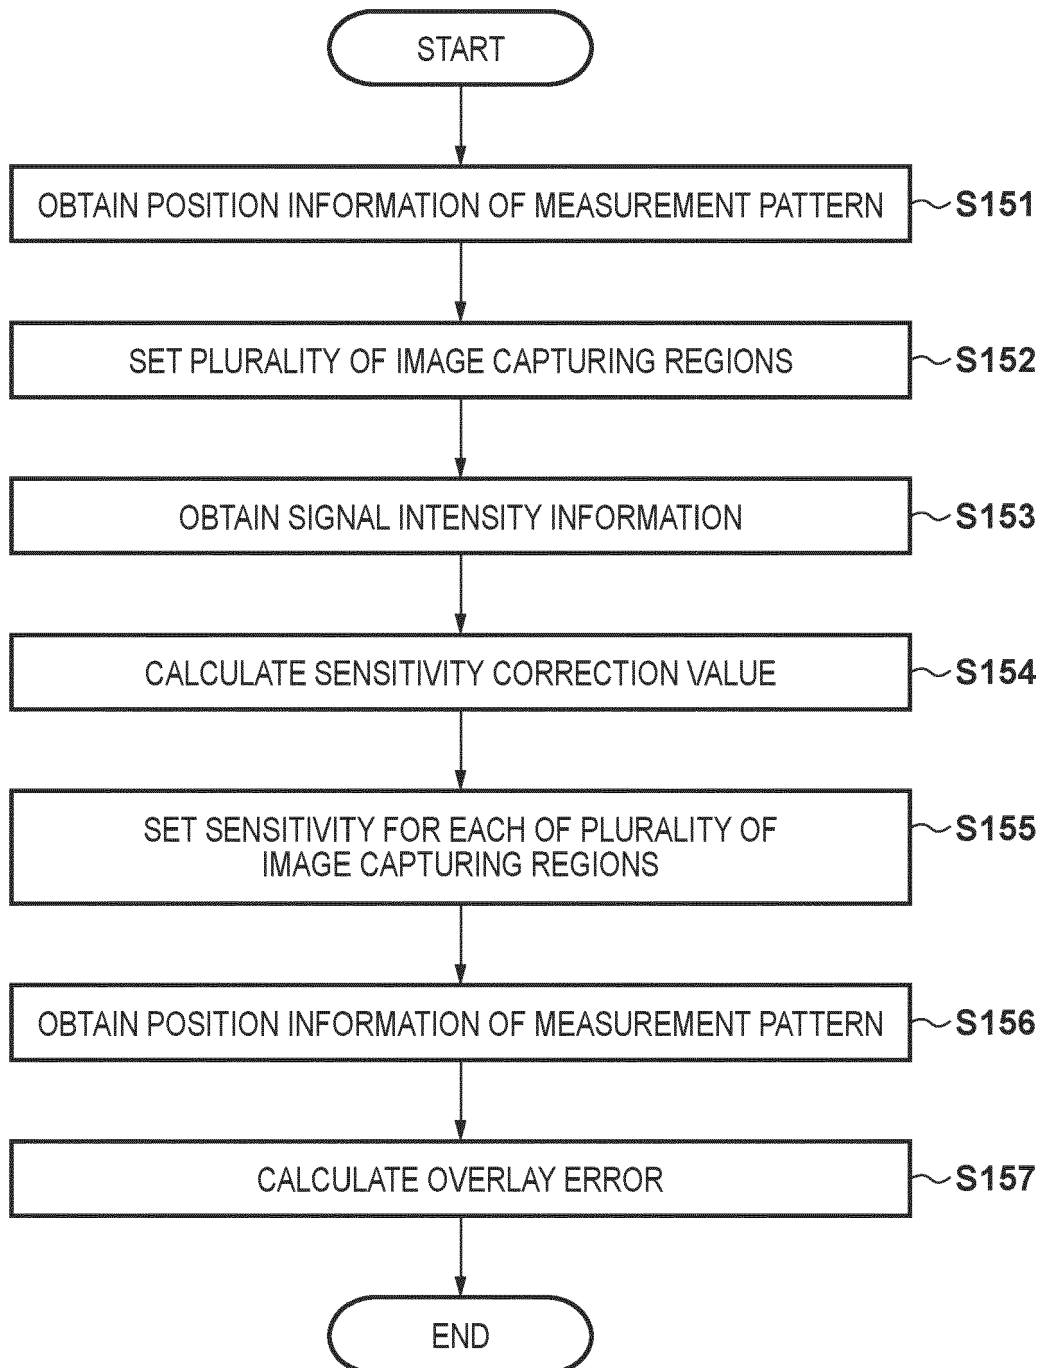 START
OBTAIN POSITION INFORMATION OF MEASUREMENT PATTERN S151
SET PLURALITY OF IMAGE CAPTURING REGIONS S152
OBTAIN SIGNAL INTENSITY INFORMATION S153
CALCULATE SENSITIVITY CORRECTION VALUE S154
SET SENSITIVITY FOR EACH OF PLURALITY OF S155
IMAGE CAPTURING REGIONS
OBTAIN POSITION INFORMATION OF MEASUREMENT PATTERN S156
CALCULATE OVERLAY ERROR S157
END